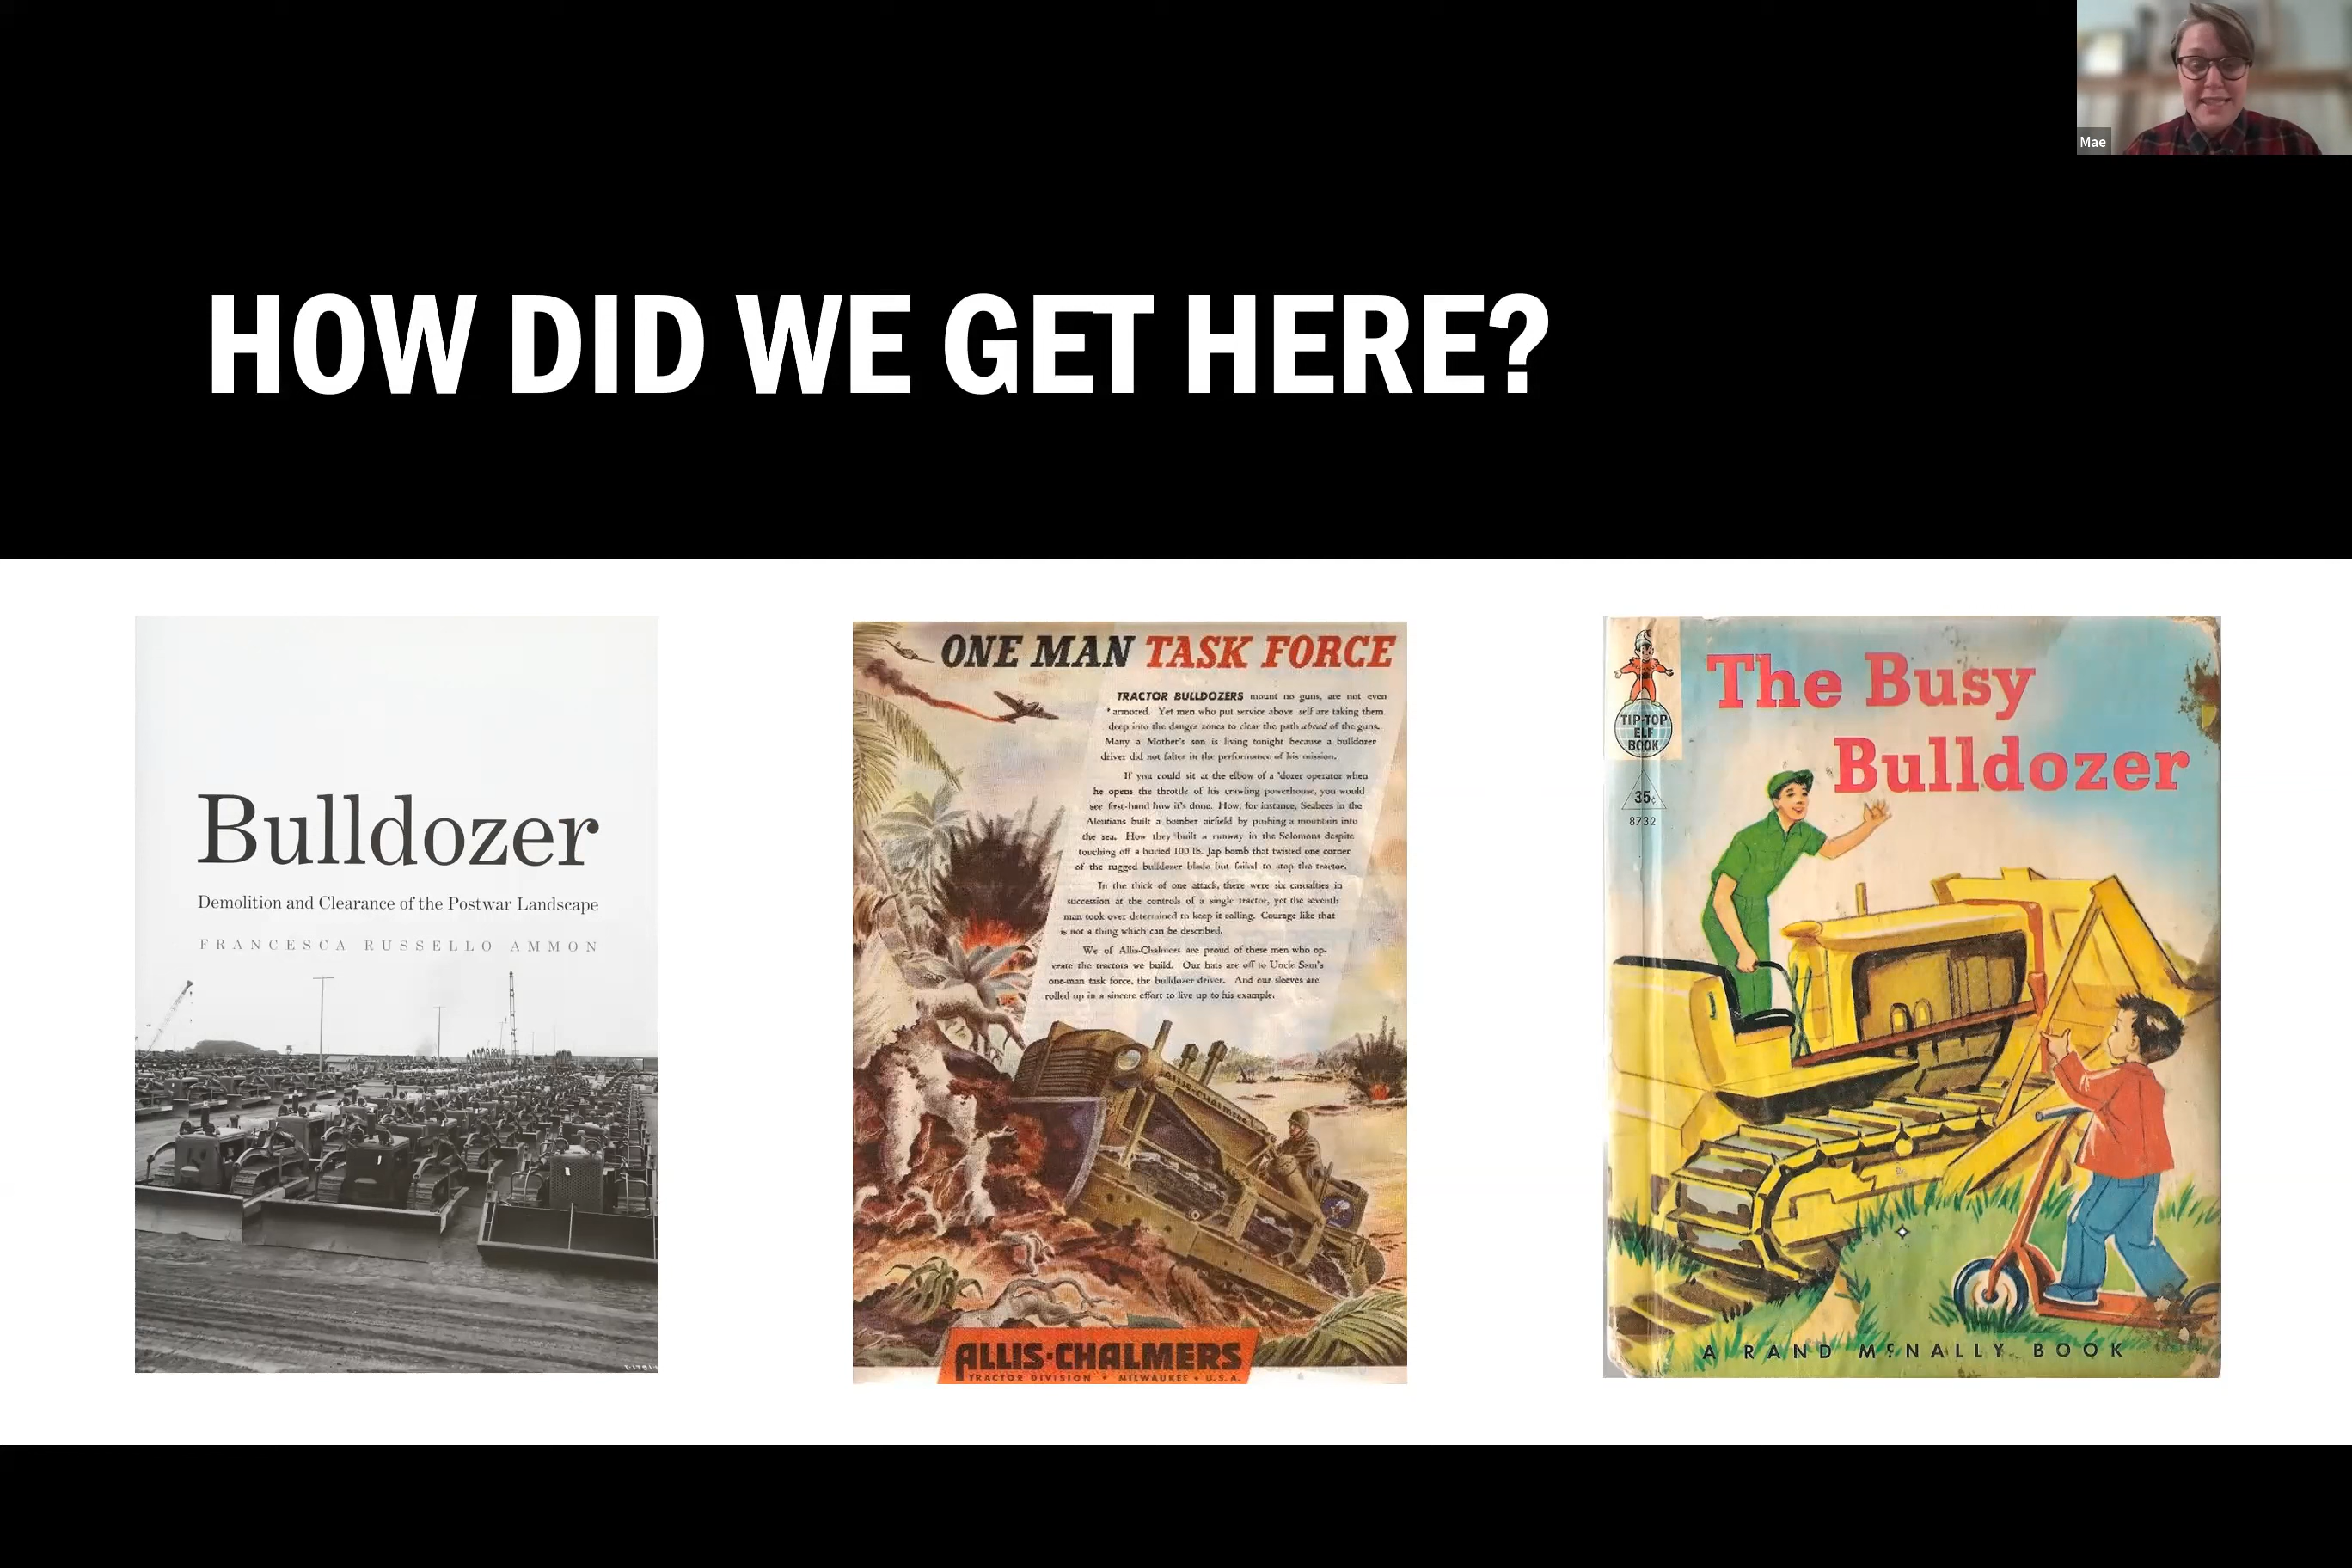 Mae
HOW DID WE GET HERE?
Bulldozer
Demolition and Clearance of the Postwar Landscape
FRANCESCA RUSSELLO AMMON
ONE MAN TASK FORCE
TRACTOR BULLDOZERS mount no guns, are not even
armored. Yet men who put service above self are taking them
deep into the danger zones to clear the path ahead of the guns.
Many a Mother's son is living tonight because a bulldozer
driver did not falter in the performance of his mission.
If you could sit at the elbow of a 'dozer operator when
he opens the throttle of his crawling powerhouse, you would
see first-hand how it's done. How, for instance, Seabees in the
Aleutians built a bomber airfield by pushing a mountain into
the sea. How they built a runway in the Solomons despite
touching off a buried 100 lb. Jap bomb that twisted one corner
of the rugged bulldozer blade but failed to stop the tractor.
In the thick of one attack, there were six casualties in
succession at the controls of a single tractor, yet the seventh
man took over determined to keep it rolling. Courage like that
is not a thing which can be described.
We of Allis-Chalmers are proud of these men who op-
erate the tractors we build. Our hats are off to Uncle Sam's
one-man task force, the bulldozer driver. And our sleeves are
rolled up in a sincere effort to live up to his example.
ALLIS-CHALMERS
ALLIS·CHALMERS
TRACTOR DIVISION • MILWAUKEE • U.S.A.
The Busy
Bulldozer
TIP-TOP
ELF
BOOK
35¢
8732
A RAND McNALLY BOOK